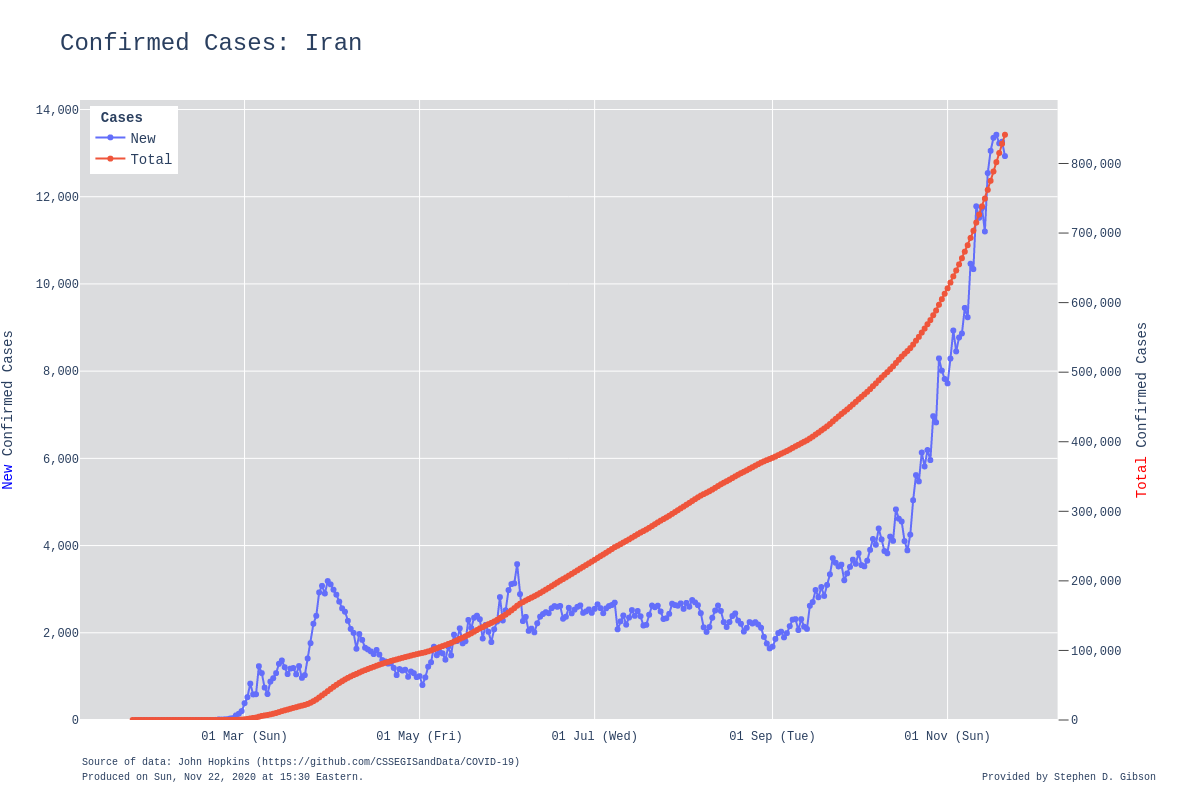 Confirmed Cases: Iran
Cases
New
Total
14,000
12,000
10,000
8,000
6,000
4,000
2,000
0
New Confirmed Cases
800,000
700,000
600,000
500,000
400,000
300,000
200,000
100,000
0
Total Confirmed Cases
01 Mar (Sun)
01 May (Fri)
01 Jul (Wed)
01 Sep (Tue)
01 Nov (Sun)
Source of data: John Hopkins (https://github.com/CSSEGISandData/COVID-19)
Produced on Sun, Nov 22, 2020 at 15:30 Eastern.
Provided by Stephen D. Gibson